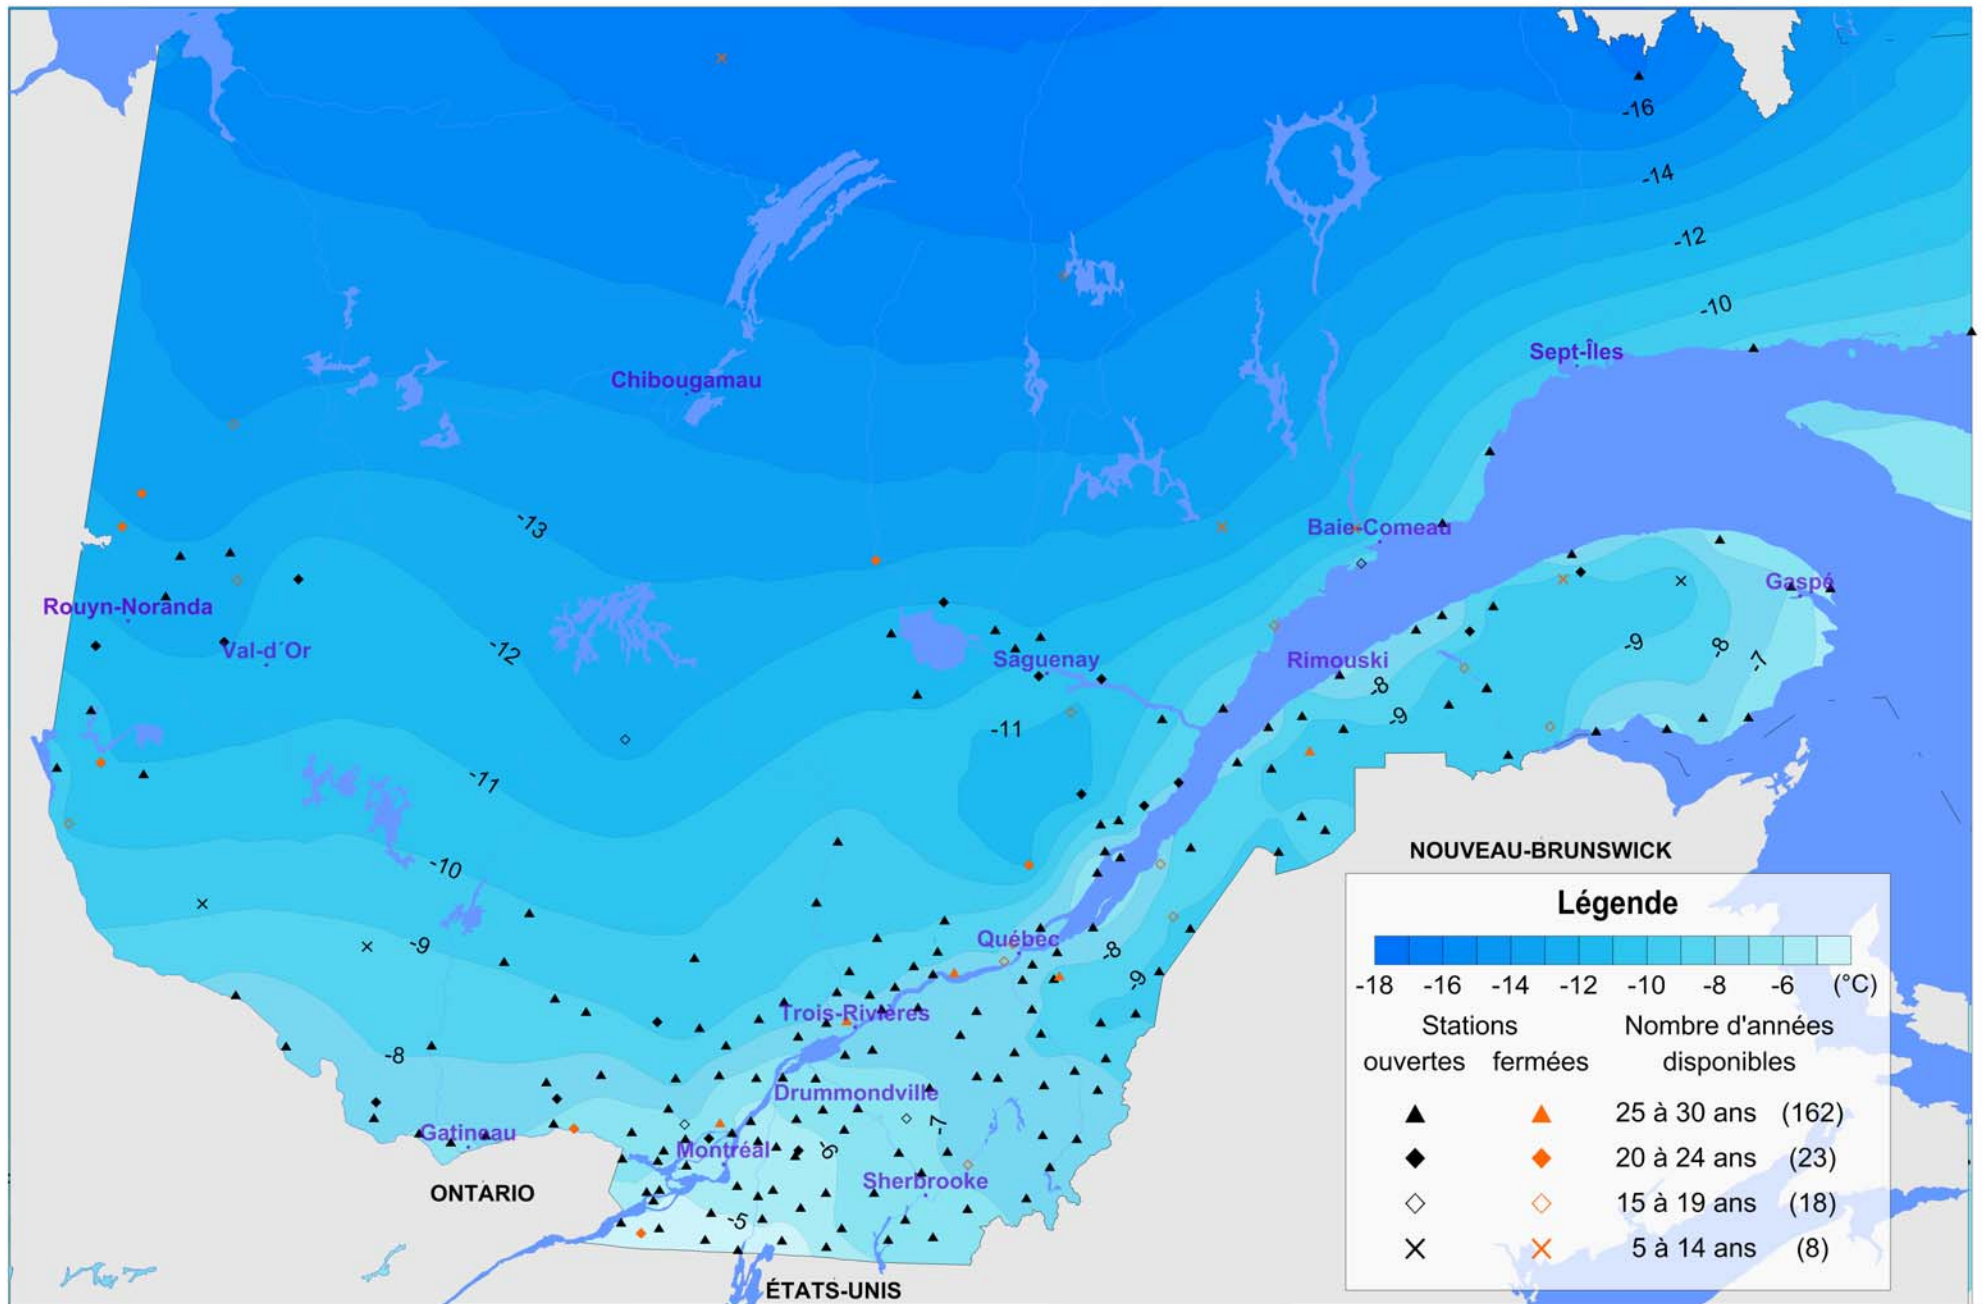 -16
-14
-12
-10
Sept-Îles
Chibougamau
-13
Baie-Comeau
Gaspé
Rouyn-Noranda
Val-d´Or
-12
Saguenay
Rimouski
-9
-8
-7
-8
-9
-11
-11
-10
-9
Québec
-8
-9
Trois-Rivières
-8
Drummondville
-7
Gatineau
Montréal
-6
Sherbrooke
-5
ONTARIO
ÉTATS-UNIS
NOUVEAU-BRUNSWICK
Légende
-18 -16 -14 -12 -10 -8 -6 (°C)
Stations Nombre d'années
ouvertes fermées disponibles
25 à 30 ans (162)
20 à 24 ans (23)
15 à 19 ans (18)
5 à 14 ans (8)